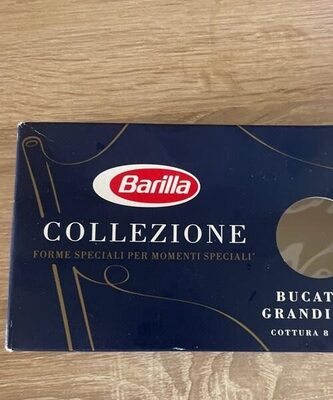 Barilla
COLLEZIONE
FORME SPECIALI PER MOMENTI SPECIALI*
BUCAT
GRANDI
COTTURA 8